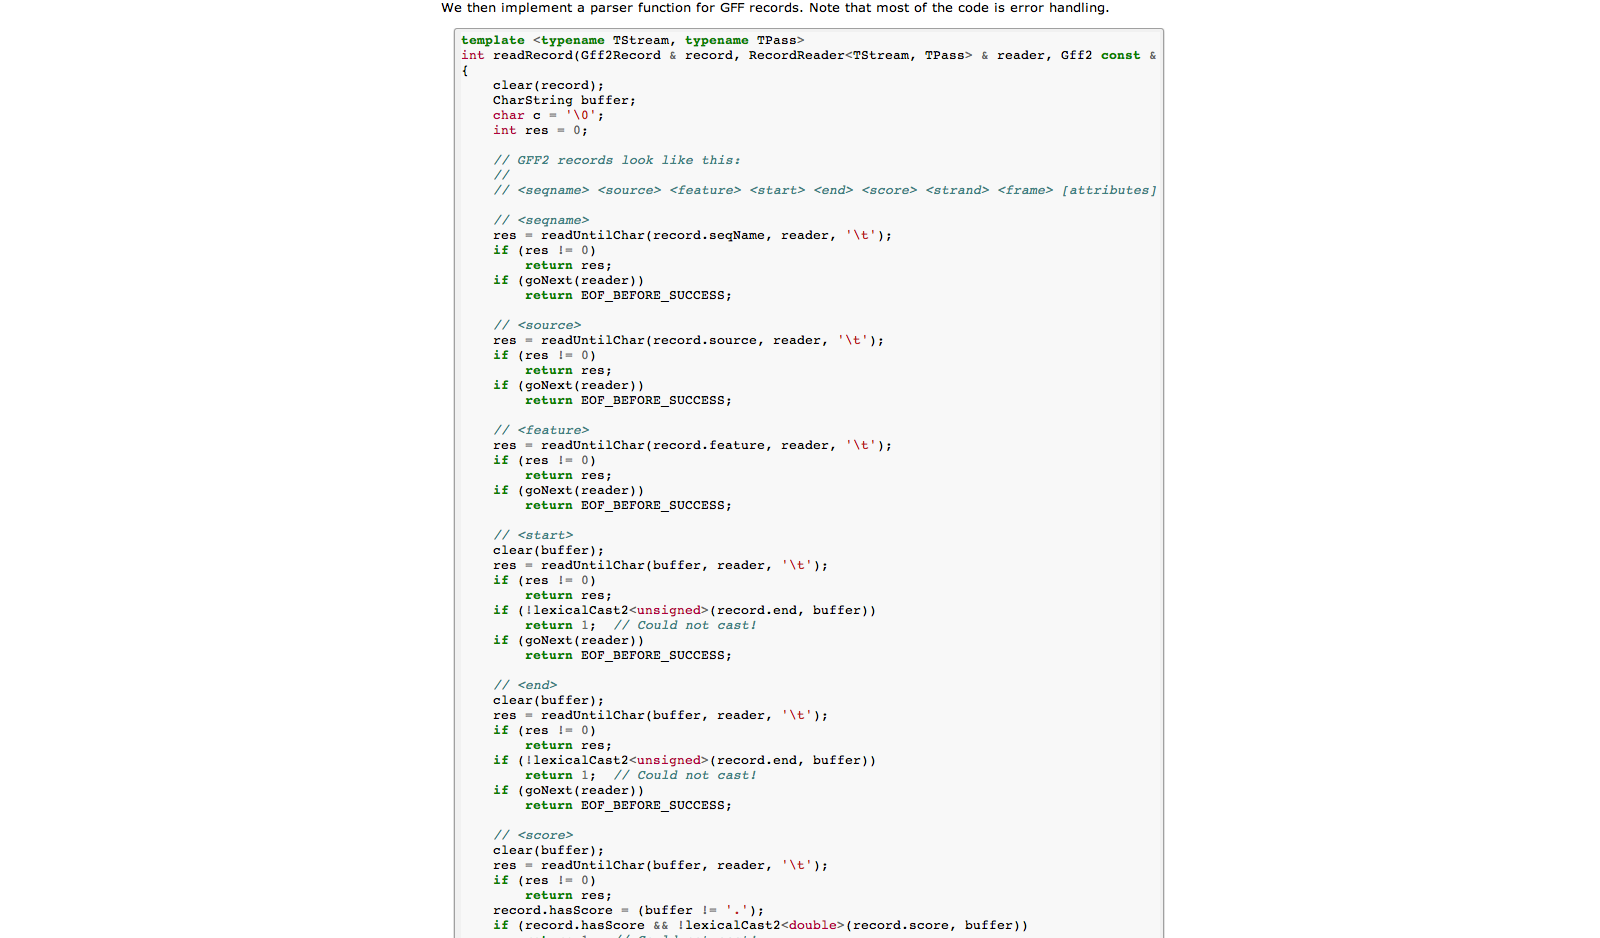 We then implement a parser function for GFF records. Note that most of the code is error handling.
template <typename TStream, typename TPass>
int readRecord(Gff2Record & record, RecordReader<TStream, TPass> & reader, Gff2 const &
{
    clear(record);
    CharString buffer;
    char c = '\0';
    int res = 0;

    // GFF2 records look like this:
    //
    // <seqname> <source> <feature> <start> <end> <score> <strand> <frame> [attributes]

    // <seqname>
    res = readUntilChar(record.seqName, reader, '\t');
    if (res != 0)
        return res;
    if (goNext(reader))
        return EOF_BEFORE_SUCCESS;

    // <source>
    res = readUntilChar(record.source, reader, '\t');
    if (res != 0)
        return res;
    if (goNext(reader))
        return EOF_BEFORE_SUCCESS;

    // <feature>
    res = readUntilChar(record.feature, reader, '\t');
    if (res != 0)
        return res;
    if (goNext(reader))
        return EOF_BEFORE_SUCCESS;

    // <start>
    clear(buffer);
    res = readUntilChar(buffer, reader, '\t');
    if (res != 0)
        return res;
    if (!lexicalCast2<unsigned>(record.end, buffer))
        return 1;  // Could not cast!
    if (goNext(reader))
        return EOF_BEFORE_SUCCESS;

    // <end>
    clear(buffer);
    res = readUntilChar(buffer, reader, '\t');
    if (res != 0)
        return res;
    if (!lexicalCast2<unsigned>(record.end, buffer))
        return 1;  // Could not cast!
    if (goNext(reader))
        return EOF_BEFORE_SUCCESS;

    // <score>
    clear(buffer);
    res = readUntilChar(buffer, reader, '\t');
    if (res != 0)
        return res;
    record.hasScore = (buffer != '.');
    if (record.hasScore && !lexicalCast2<double>(record.score, buffer))